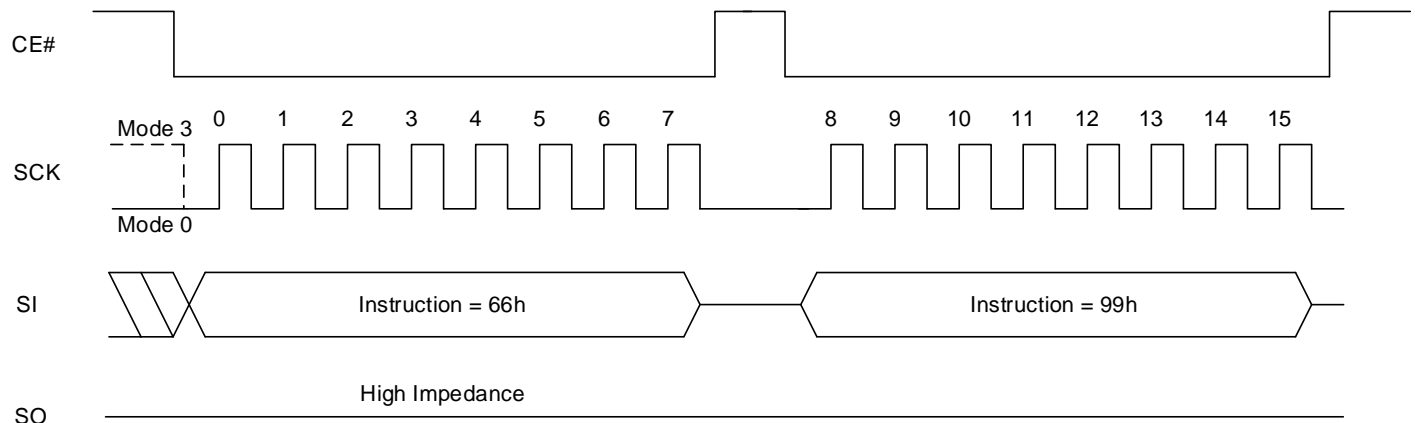 CE#
Mode 3
0 1 2 3 4 5 6 7 8 9 10 11 12 13 14 15
SCK
Mode 0
SI
Instruction = 66h
Instruction = 99h
High Impedance
SO